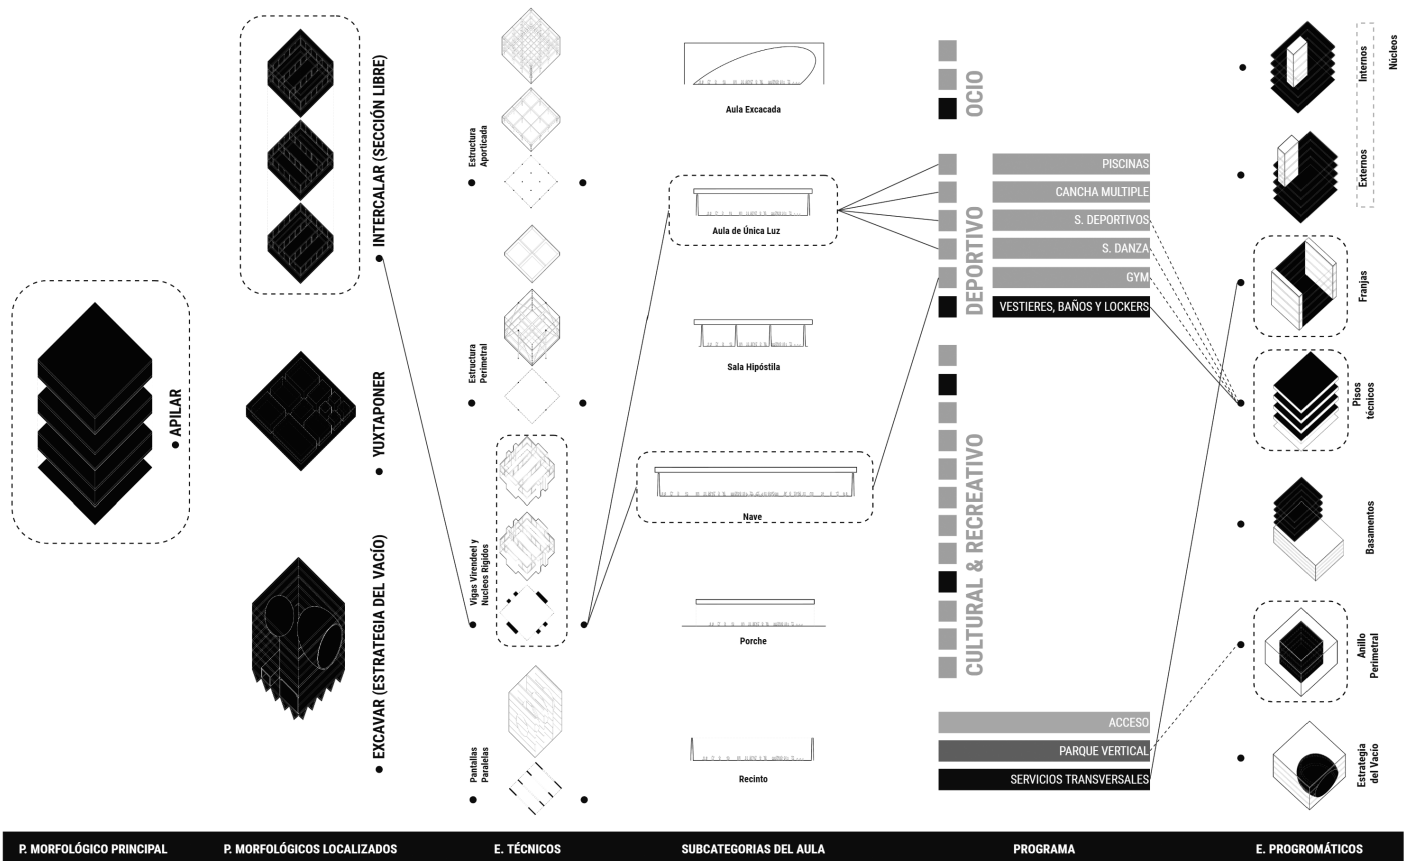 APILAR
INTERCALAR (SECCIÓN LIBRE)
YUXTAPONER
EXCAVAR (ESTRATEGIA DEL VACÍO)
Estructura
Aporticada
Estructura
Perimetral
Vigas Virendeel y
Nucleos Rigidos
Pantallas
Paralelas
Aula Excacada
Aula de Única Luz
Sala Hipóstila
Nave
Porche
Recinto
OCIO
DEPORTIVO
PISCINAS
CANCHA MULTIPLE
S. DEPORTIVOS
S. DANZA
GYM
VESTIERES, BAÑOS Y LOCKERS
CULTURAL & RECREATIVO
ACCESO
PARQUE VERTICAL
SERVICIOS TRANSVERSALES
Núcleos
Internos
Externos
Franjas
Pisos
técnicos
Basamentos
Anillo
Perimetral
Estrategia
del Vacío
P. MORFOLÓGICO PRINCIPAL
P. MORFOLÓGICOS LOCALIZADOS
E. TÉCNICOS
SUBCATEGORIAS DEL AULA
PROGRAMA
E. PROGROMÁTICOS